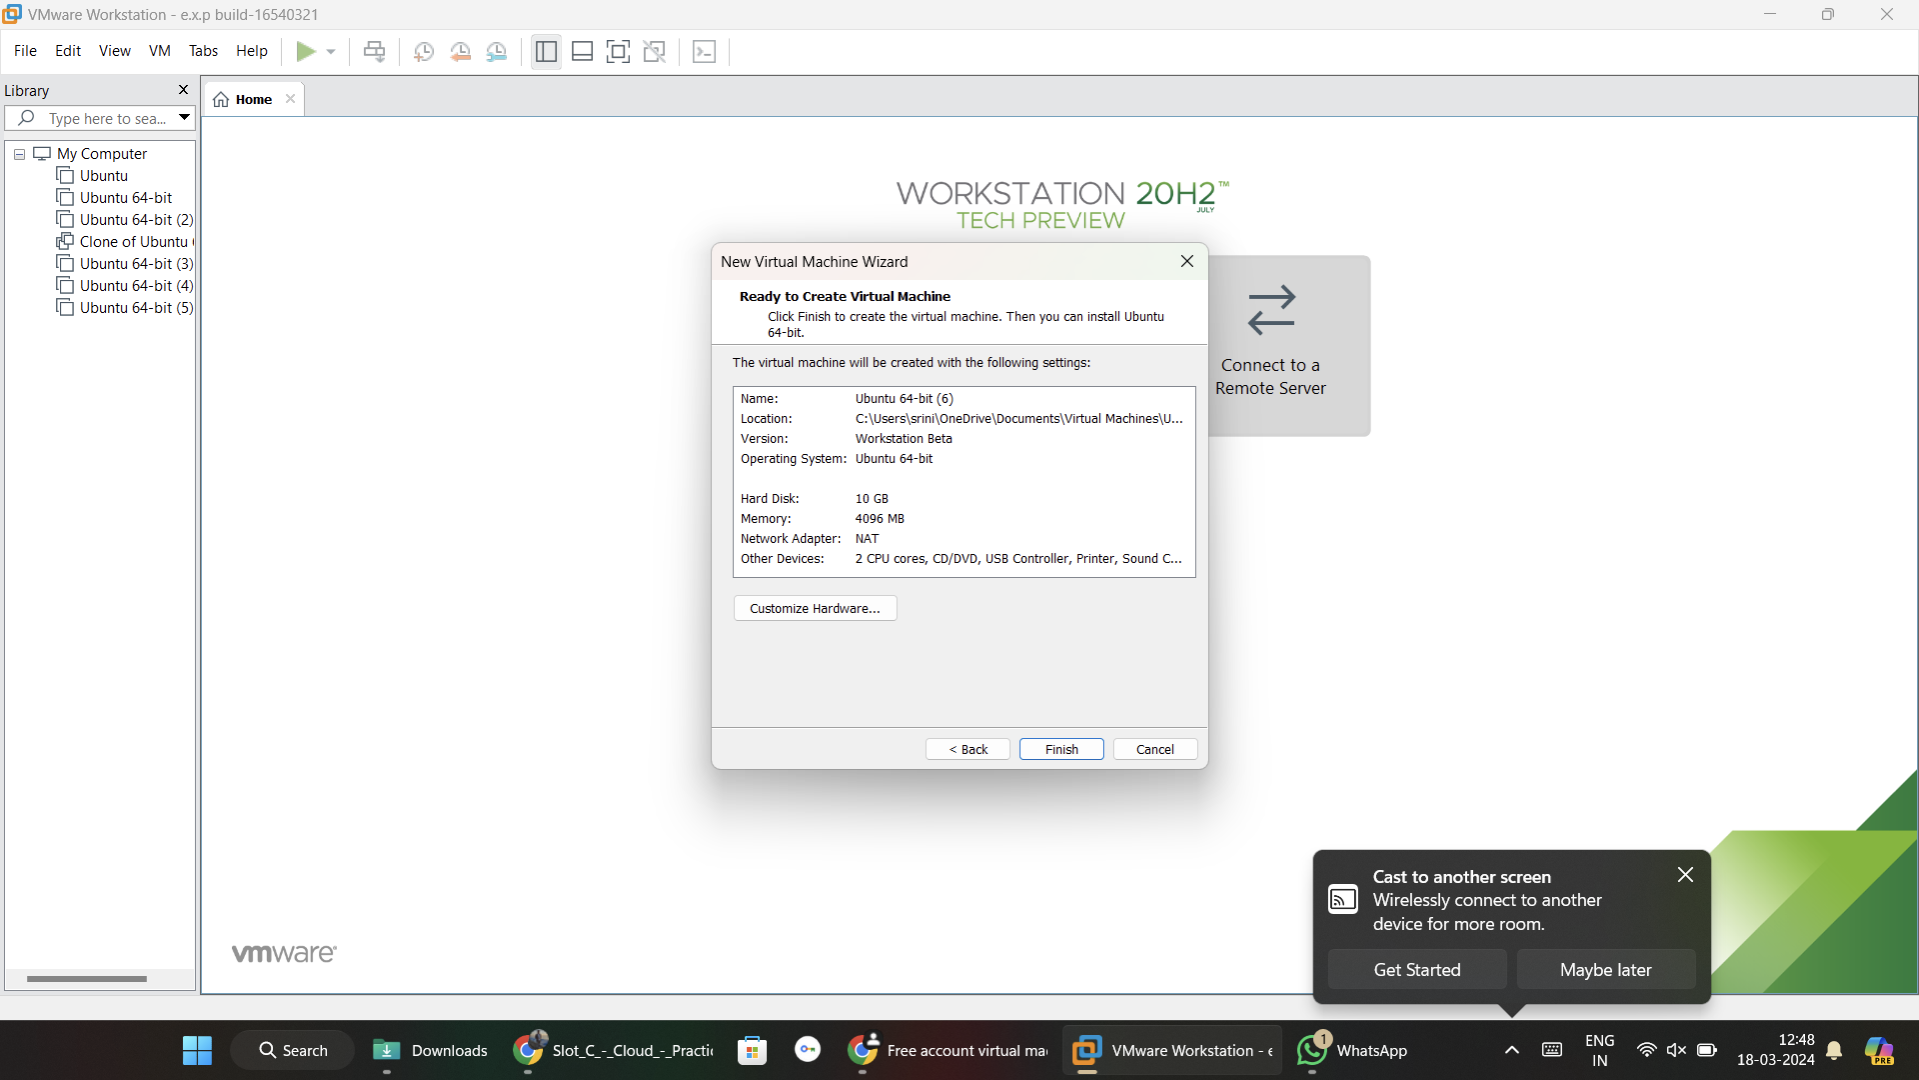 VMware Workstation - e.x.p build-16540321
File Edit View VM Tabs Help
Library
Home
Type here to sea...
My Computer
Ubuntu
Ubuntu 64-bit
Ubuntu 64-bit (2)
Clone of Ubuntu
Ubuntu 64-bit (3)
Ubuntu 64-bit (4)
Ubuntu 64-bit (5)
WORKSTATION 20H2™
JULY
TECH PREVIEW
New Virtual Machine Wizard
Ready to Create Virtual Machine
Click Finish to create the virtual machine. Then you can install Ubuntu
64-bit.
The virtual machine will be created with the following settings:
Name: Ubuntu 64-bit (6)
Location: C:\Users\srini\OneDrive\Documents\Virtual Machines\U...
Version: Workstation Beta
Operating System: Ubuntu 64-bit
Hard Disk: 10 GB
Memory: 4096 MB
Network Adapter: NAT
Other Devices: 2 CPU cores, CD/DVD, USB Controller, Printer, Sound C...
Customize Hardware...
< Back Finish Cancel
Connect to a
Remote Server
Cast to another screen
Wirelessly connect to another
device for more room.
Get Started Maybe later
vmware®
Search Downloads Slot_C_-_Cloud_-_Practic Free account virtual ma VMware Workstation - e 1 WhatsApp
ENG
IN
12:48
18-03-2024
PRE